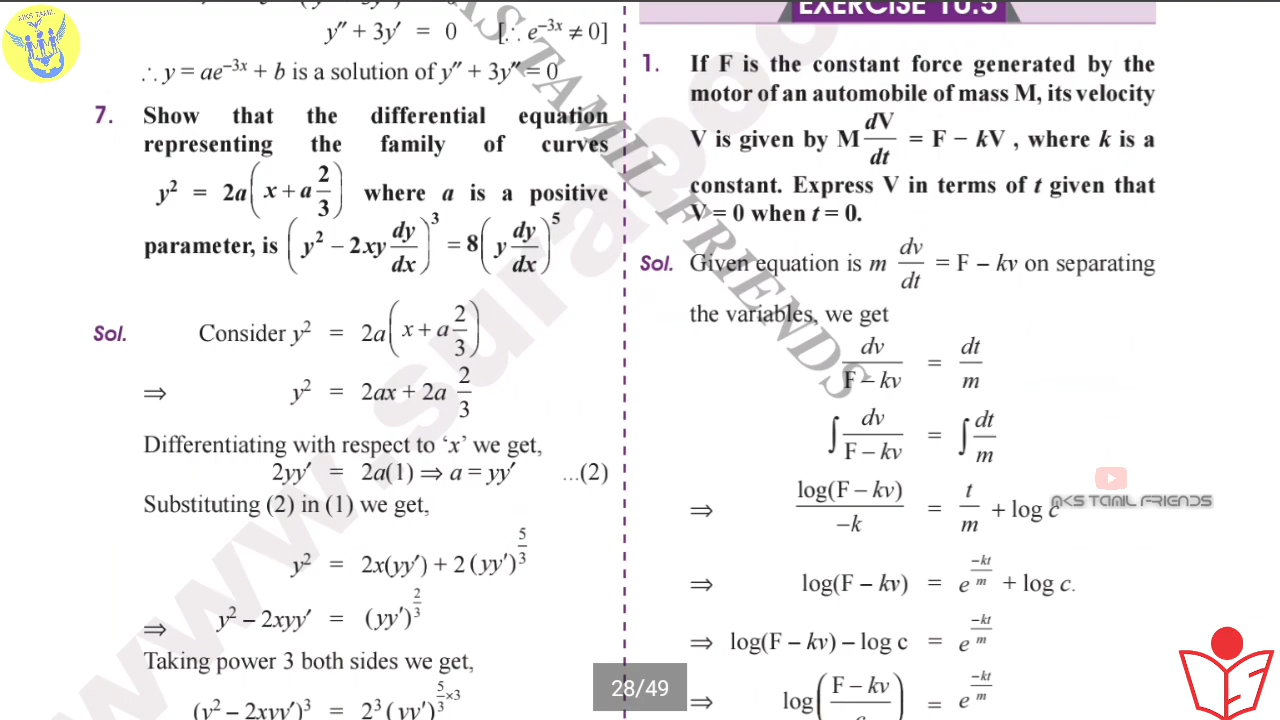 y″ + 3y′ = 0 [∴ e⁻³ˣ ≠ 0]
∴ y = ae⁻³ˣ + b is a solution of y″ + 3y″ = 0
7. Show that the differential equation
representing the family of curves
y² = 2a(x + a 2/3) where a is a positive
parameter, is (y² − 2xy dy/dx)³ = 8(y dy/dx)⁵
Sol. Consider y² = 2a(x + a 2/3)
⇒ y² = 2ax + 2a 2/3
Differentiating with respect to ‘x’ we get,
2yy′ = 2a(1) ⇒ a = yy′ ...(2)
Substituting (2) in (1) we get,
y² = 2x(yy′) + 2(yy′)^(5/3)
⇒ y² − 2xyy′ = (yy′)^(2/3)
Taking power 3 both sides we get,
(y² − 2xyy′)³ = 2³(yy′)^(5/3 ×3)
EXERCISE 10.5
1. If F is the constant force generated by the
motor of an automobile of mass M, its velocity
V is given by M dV/dt = F − kV , where k is a
constant. Express V in terms of t given that
V = 0 when t = 0.
Sol. Given equation is m dv/dt = F − kv on separating
the variables, we get
dv/(F − kv) = dt/m
∫ dv/(F − kv) = ∫ dt/m
⇒ log(F − kv)/−k = t/m + log c
⇒ log(F − kv) = e^(−kt/m) + log c.
⇒ log(F − kv) − log c = e^(−kt/m)
⇒ log((F − kv)/c) = e^(−kt/m)
28/49
AKS TAMIL FRIENDS
TAMIL FRIENDS